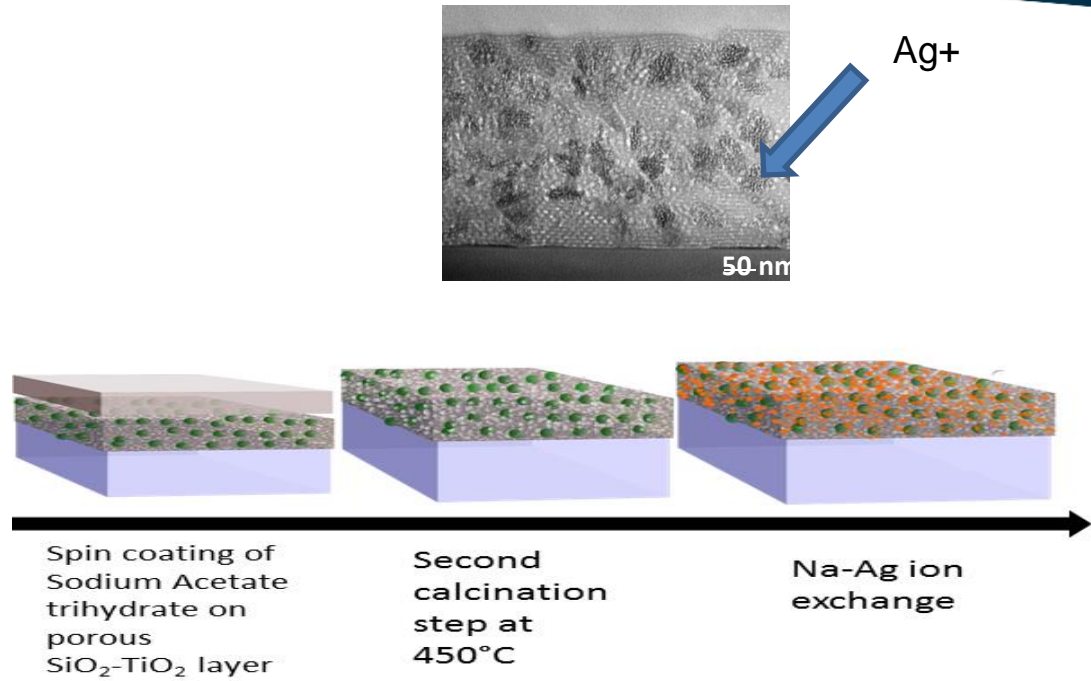 Ag+
50 nm
Spin coating of
Sodium Acetate
trihydrate on
porous
SiO₂-TiO₂ layer
Second
calcination
step at
450°C
Na-Ag ion
exchange